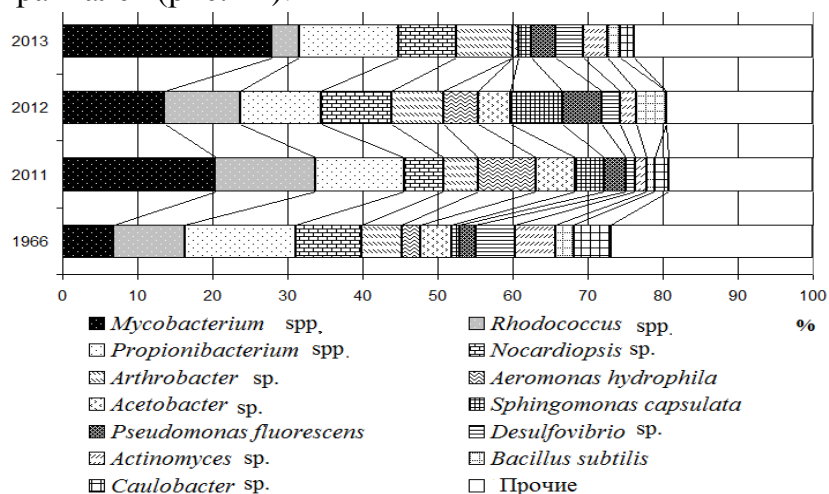 2013
2012
2011
1966
0 10 20 30 40 50 60 70 80 90 100
%
Mycobacterium spp. Rhodococcus spp.
Propionibacterium spp. Nocardiopsis sp.
Arthrobacter sp. Aeromonas hydrophila
Acetobacter sp. Sphingomonas capsulata
Pseudomonas fluorescens Desulfovibrio sp.
Actinomyces sp. Bacillus subtilis
Caulobacter sp. Прочие